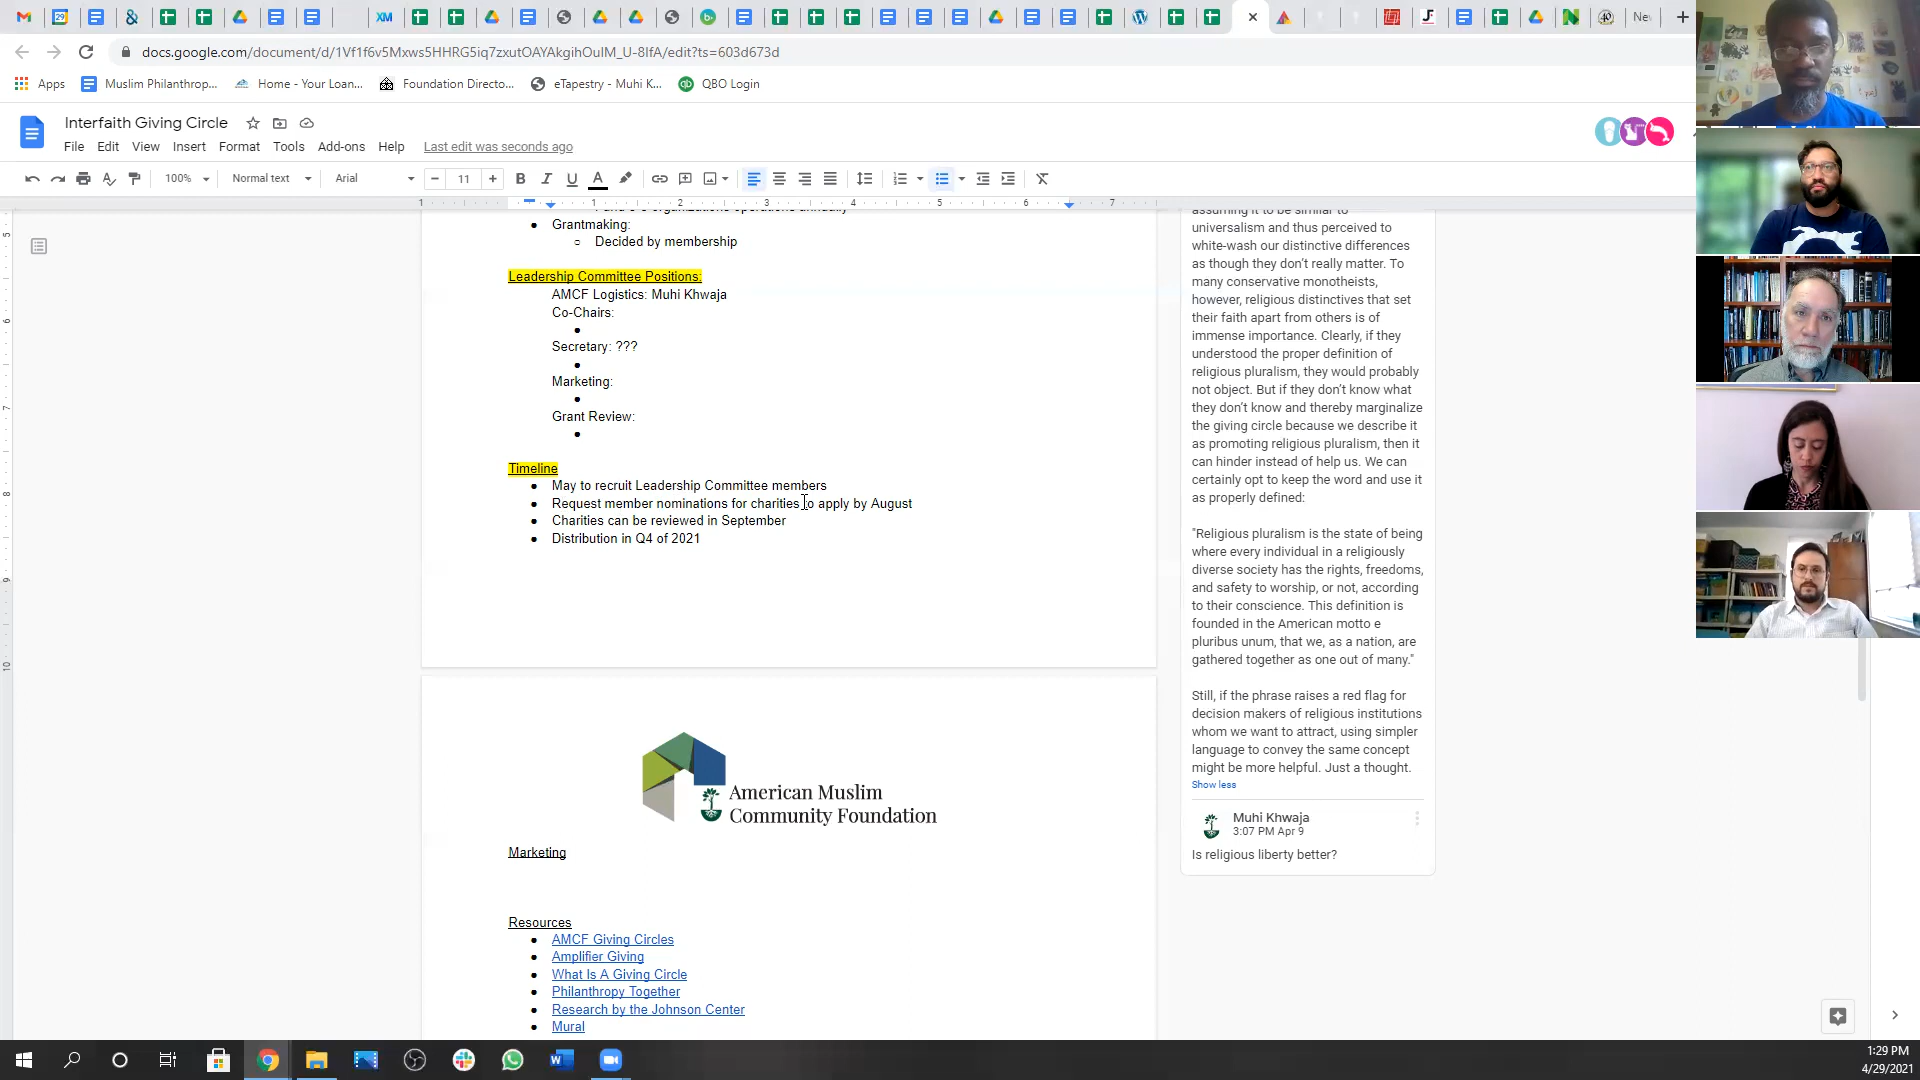 Nev
docs.google.com/document/d/1Vf1f6v5Mxws5HHRG5iq7zxutOAYAkgihOulM_U-8IfA/edit?ts=603d673d
Apps Muslim Philanthrop... Home - Your Loan... Foundation Directo... eTapestry - Muhi K... QBO Login
Interfaith Giving Circle
File Edit View Insert Format Tools Add-ons Help Last edit was seconds ago
100% Normal text Arial 11
1 1 2 3 4 5 6 7
Grantmaking:
Decided by membership
Leadership Committee Positions:
AMCF Logistics: Muhi Khwaja
Co-Chairs:
Secretary: ???
Marketing:
Grant Review:
Timeline
May to recruit Leadership Committee members
Request member nominations for charities to apply by August
Charities can be reviewed in September
Distribution in Q4 of 2021
American Muslim
Community Foundation
Marketing
Resources
AMCF Giving Circles
Amplifier Giving
What Is A Giving Circle
Philanthropy Together
Research by the Johnson Center
Mural
assuming it to be similar to
universalism and thus perceived to
white-wash our distinctive differences
as though they don't really matter. To
many conservative monotheists,
however, religious distinctives that set
their faith apart from others is of
immense importance. Clearly, if they
understood the proper definition of
religious pluralism, they would probably
not object. But if they don't know what
they don't know and thereby marginalize
the giving circle because we describe it
as promoting religious pluralism, then it
can hinder instead of help us. We can
certainly opt to keep the word and use it
as properly defined:
"Religious pluralism is the state of being
where every individual in a religiously
diverse society has the rights, freedoms,
and safety to worship, or not, according
to their conscience. This definition is
founded in the American motto e
pluribus unum, that we, as a nation, are
gathered together as one out of many."
Still, if the phrase raises a red flag for
decision makers of religious institutions
whom we want to attract, using simpler
language to convey the same concept
might be more helpful. Just a thought.
Show less
Muhi Khwaja
3:07 PM Apr 9
Is religious liberty better?
1:29 PM
4/29/2021